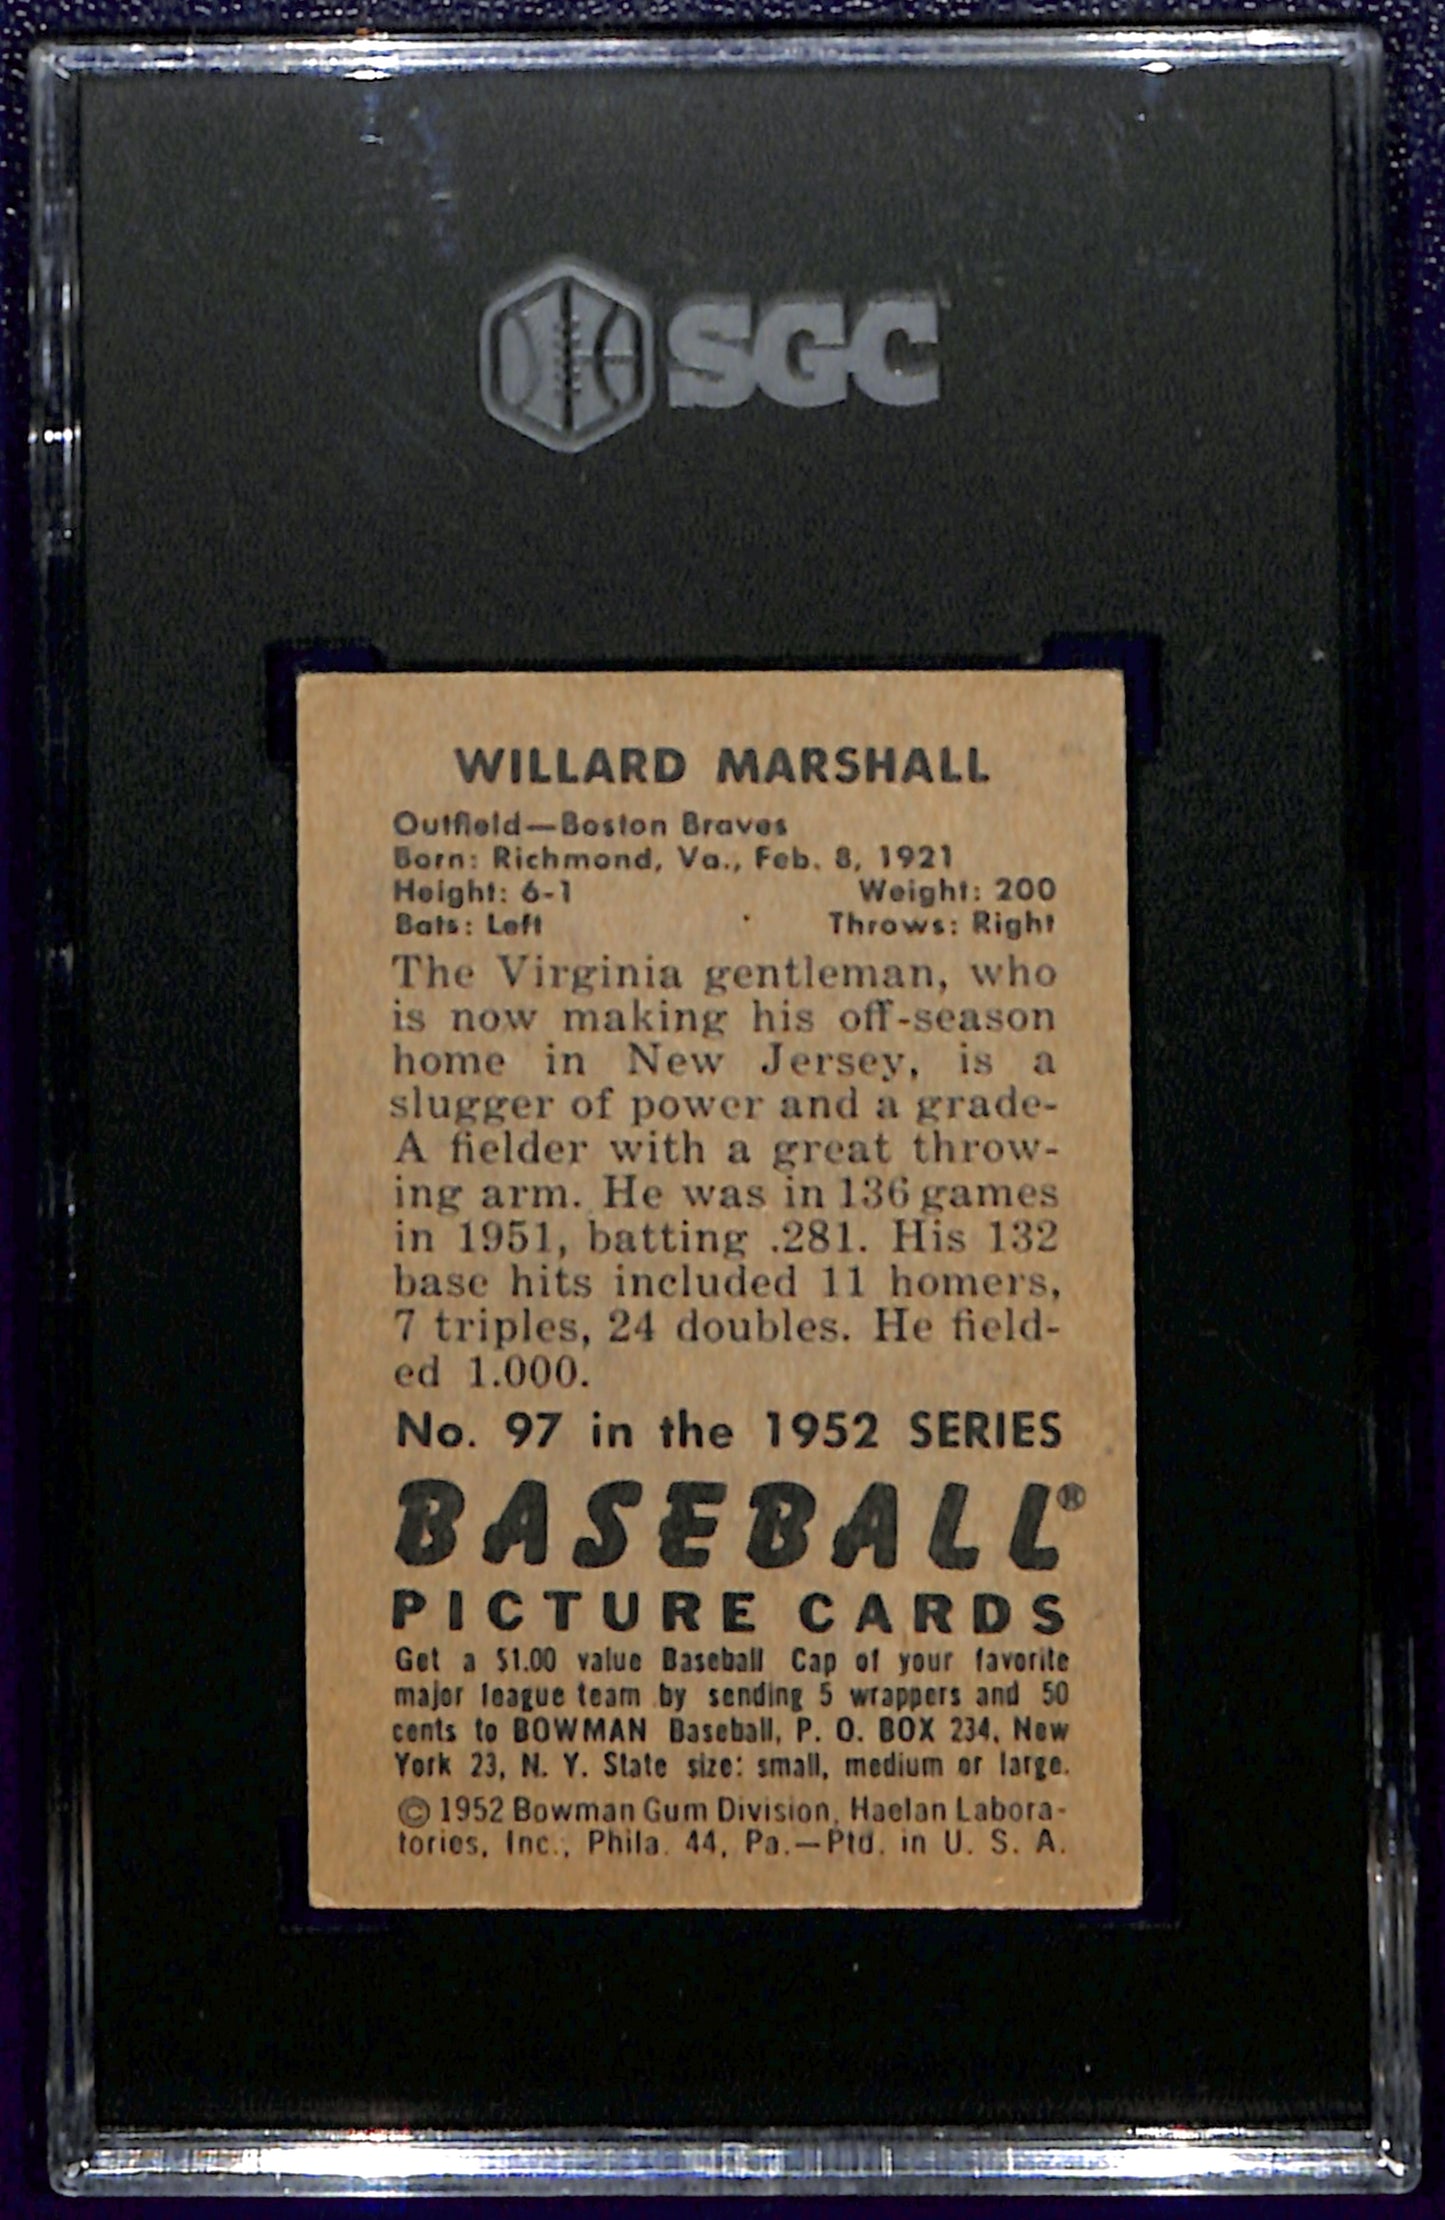 SGC
WILLARD MARSHALL
Outfield—Boston Braves
Born: Richmond, Va., Feb. 8, 1921
Height: 6-1 Weight: 200
Bats: Left Throws: Right
The Virginia gentleman, who
is now making his off-season
home in New Jersey, is a
slugger of power and a grade-
A fielder with a great throw-
ing arm. He was in 136 games
in 1951, batting .281. His 132
base hits included 11 homers,
7 triples, 24 doubles. He field-
ed 1.000.
No. 97 in the 1952 SERIES
BASEBALL®
PICTURE CARDS
Get a $1.00 value Baseball Cap of your favorite
major league team by sending 5 wrappers and 50
cents to BOWMAN Baseball, P. O. BOX 234, New
York 23, N. Y. State size: small, medium or large.
© 1952 Bowman Gum Division, Haelan Labora-
tories, Inc., Phila. 44, Pa.—Ptd. in U. S. A.